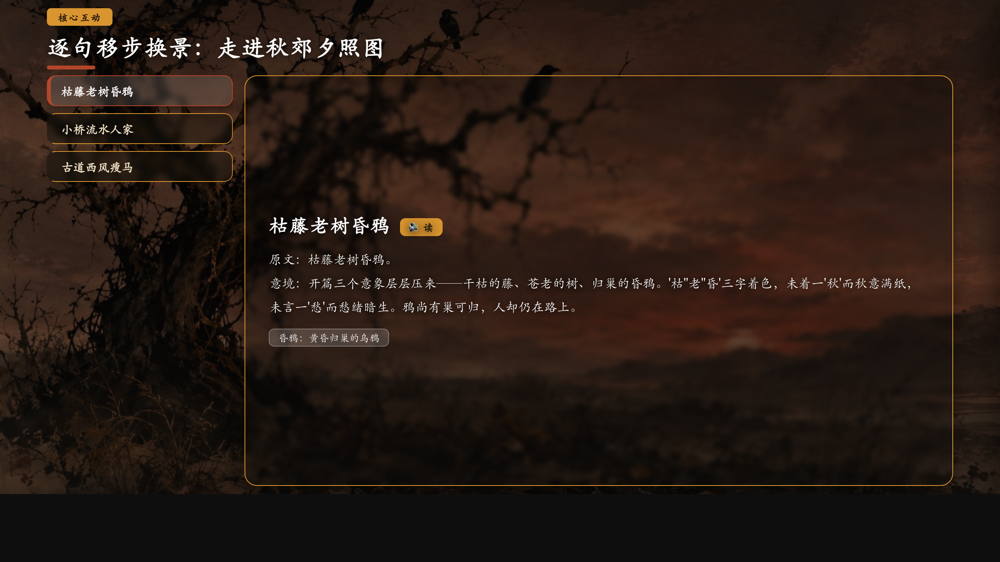 核心互动
逐句移步换景：走进秋郊夕照图
枯藤老树昏鸦
小桥流水人家
古道西风瘦马
枯藤老树昏鸦
🔊 读
原文：枯藤老树昏鸦。
意境：开篇三个意象层层压来——干枯的藤、苍老的树、归巢的昏鸦。'枯''老''昏'三字着色，未着一'秋'而秋意满纸，
未言一'愁'而愁绪暗生。鸦尚有巢可归，人却仍在路上。
昏鸦：黄昏归巢的乌鸦